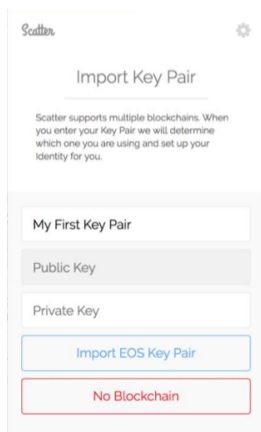 Scatter
Import Key Pair
Scatter supports multiple blockchains. When
you enter your Key Pair we will determine
which one you are using and set up your
Identity for you.
My First Key Pair
Public Key
Private Key
Import EOS Key Pair
No Blockchain